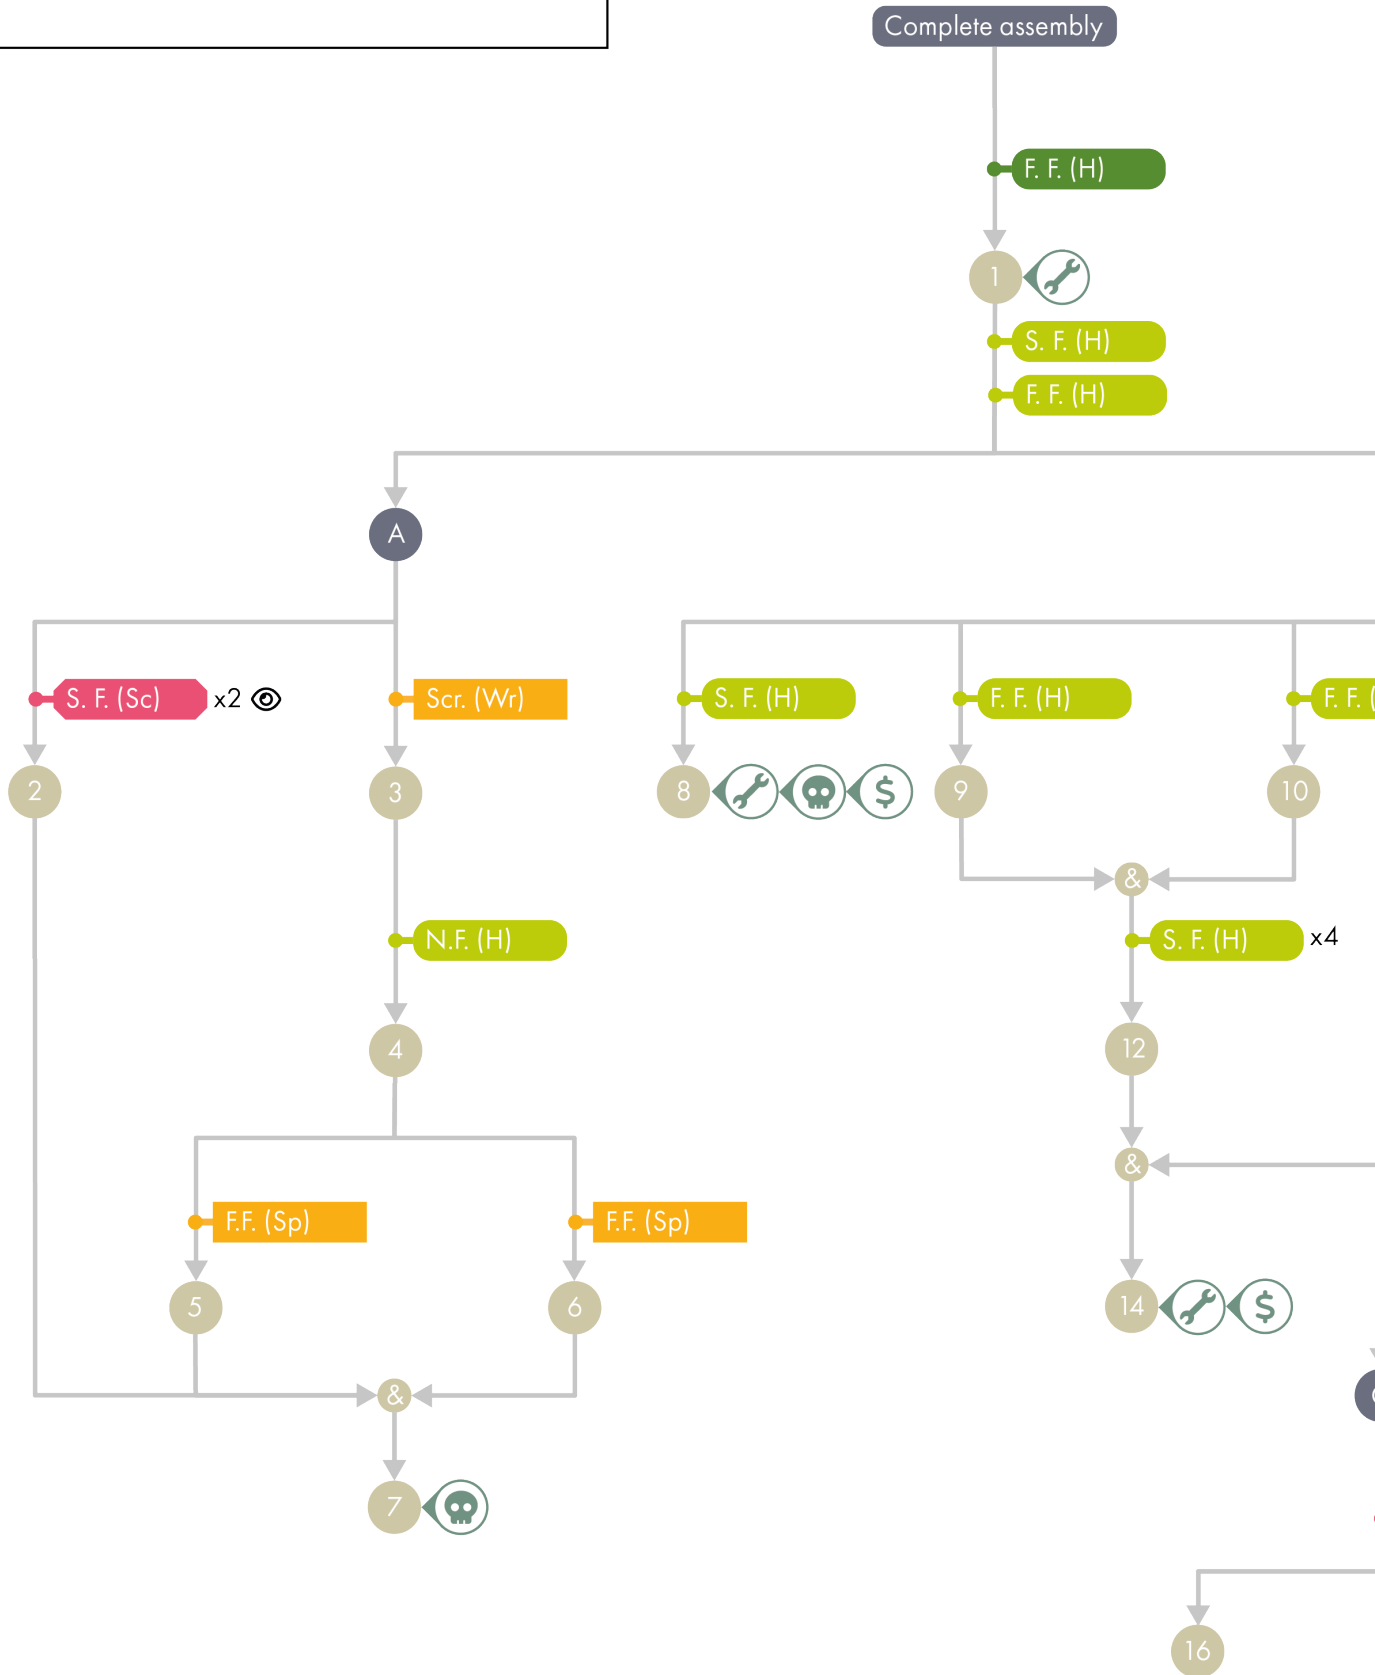 Complete assembly
F. F. (H)
1
S. F. (H)
F. F. (H)
A
S. F. (Sc) x2
Scr. (Wr)
S. F. (H)
F. F. (H)
F. F. (
2
3
8
$
9
10
&
N.F. (H)
S. F. (H) x4
4
12
&
F.F. (Sp)
F.F. (Sp)
5
6
14
$
&
7
16